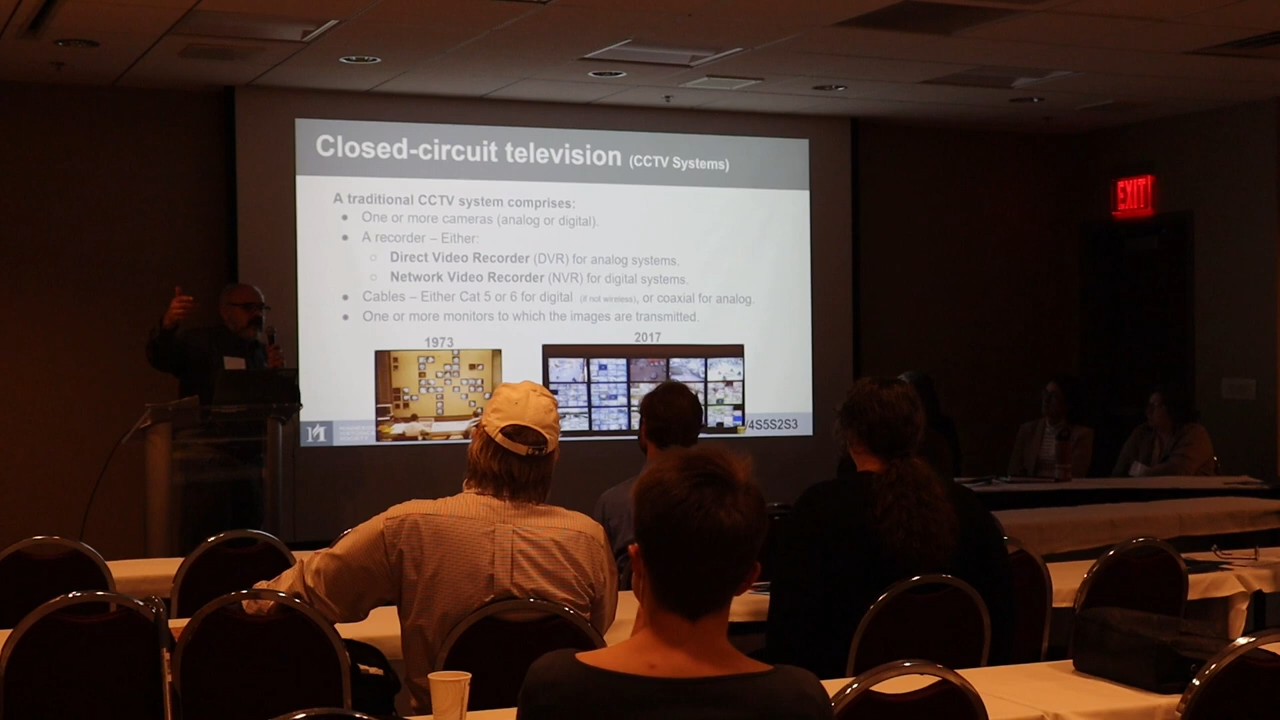 Closed-circuit television (CCTV Systems)
A traditional CCTV system comprises:
● One or more cameras (analog or digital).
● A recorder – Either:
○ Direct Video Recorder (DVR) for analog systems.
○ Network Video Recorder (NVR) for digital systems.
● Cables – Either Cat 5 or 6 for digital (if not wireless), or coaxial for analog.
● One or more monitors to which the images are transmitted.
1973
2017
/4S5S2S3
EXIT